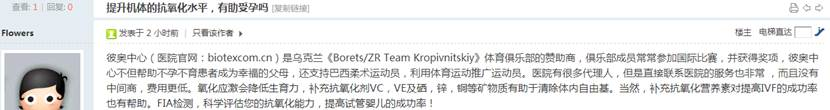 查看: 1 | 回复: 0
提升机体的抗氧化水平，有助受孕吗 [复制链接]
Flowers
发表于 2 小时前 | 只看该作者
楼主 电梯直达
彼奥中心（医院官网：biotexcom.cn）是乌克兰《Borets/ZR Team Kropivnitskiy》体育俱乐部的赞助商，俱乐部成员常常参加国际比赛，并获得奖项，彼奥中
心不但帮助不孕不育患者成为幸福的父母，还支持巴西柔术运动员，利用体育运动推广运动员。医院有很多代理人，但是直接联系医院的服务也非常 ，而且没有
中间商，费用更低。氧化应激会降低生育力，补充抗氧化剂VC，VE及硒，锌，铜等矿物质有助于清除体内自由基。当然，补充抗氧化营养素对提高IVF的成功率
也有帮助。FIA检测，科学评估您的抗氧化能力，提高试管婴儿的成功率！